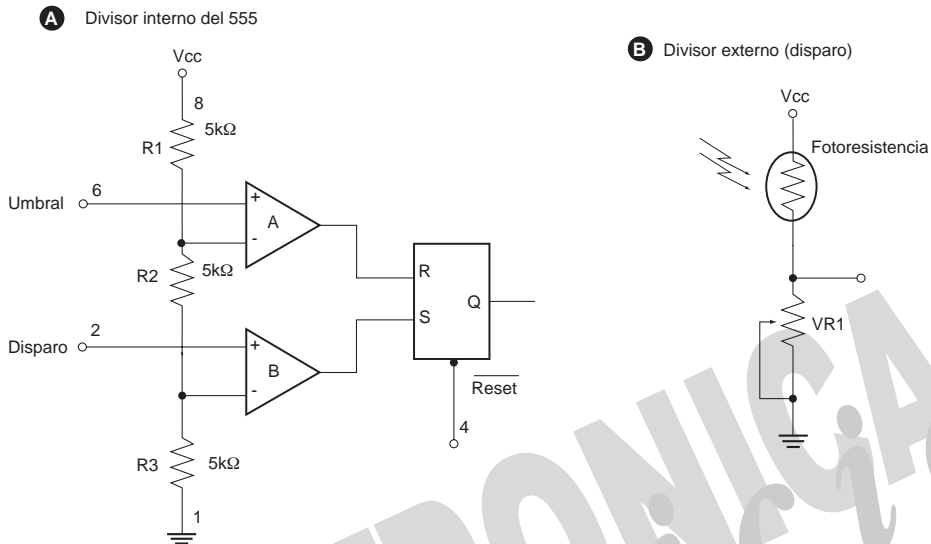 A Divisor interno del 555
Vcc
8
5kΩ
R1
Umbral 6
+
A
-
R2 5kΩ
R
Q
S
Disparo 2
+
B
-
Reset
4
R3 5kΩ
1
B Divisor externo (disparo)
Vcc
Fotoresistencia
VR1